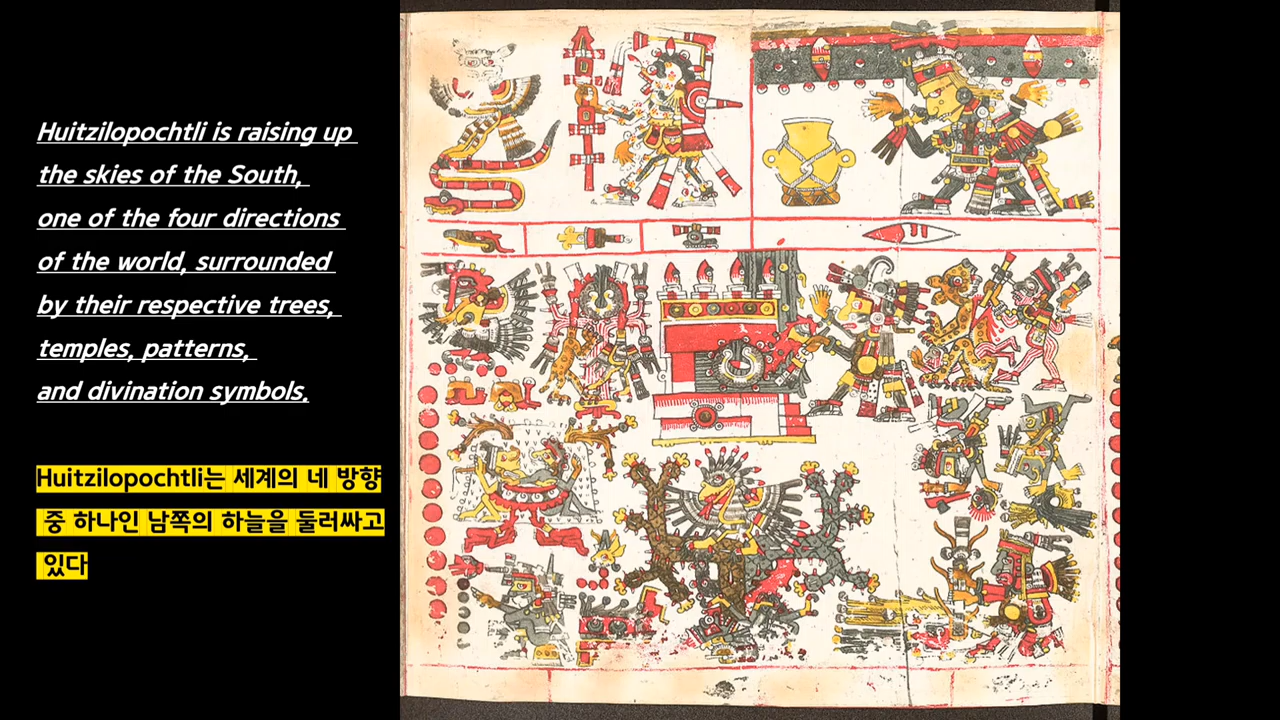 Huitzilopochtli is raising up
the skies of the South,
one of the four directions
of the world, surrounded
by their respective trees,
temples, patterns,
and divination symbols.
Huitzilopochtli는 세계의 네 방향
중 하나인 남쪽의 하늘을 둘러싸고
있다